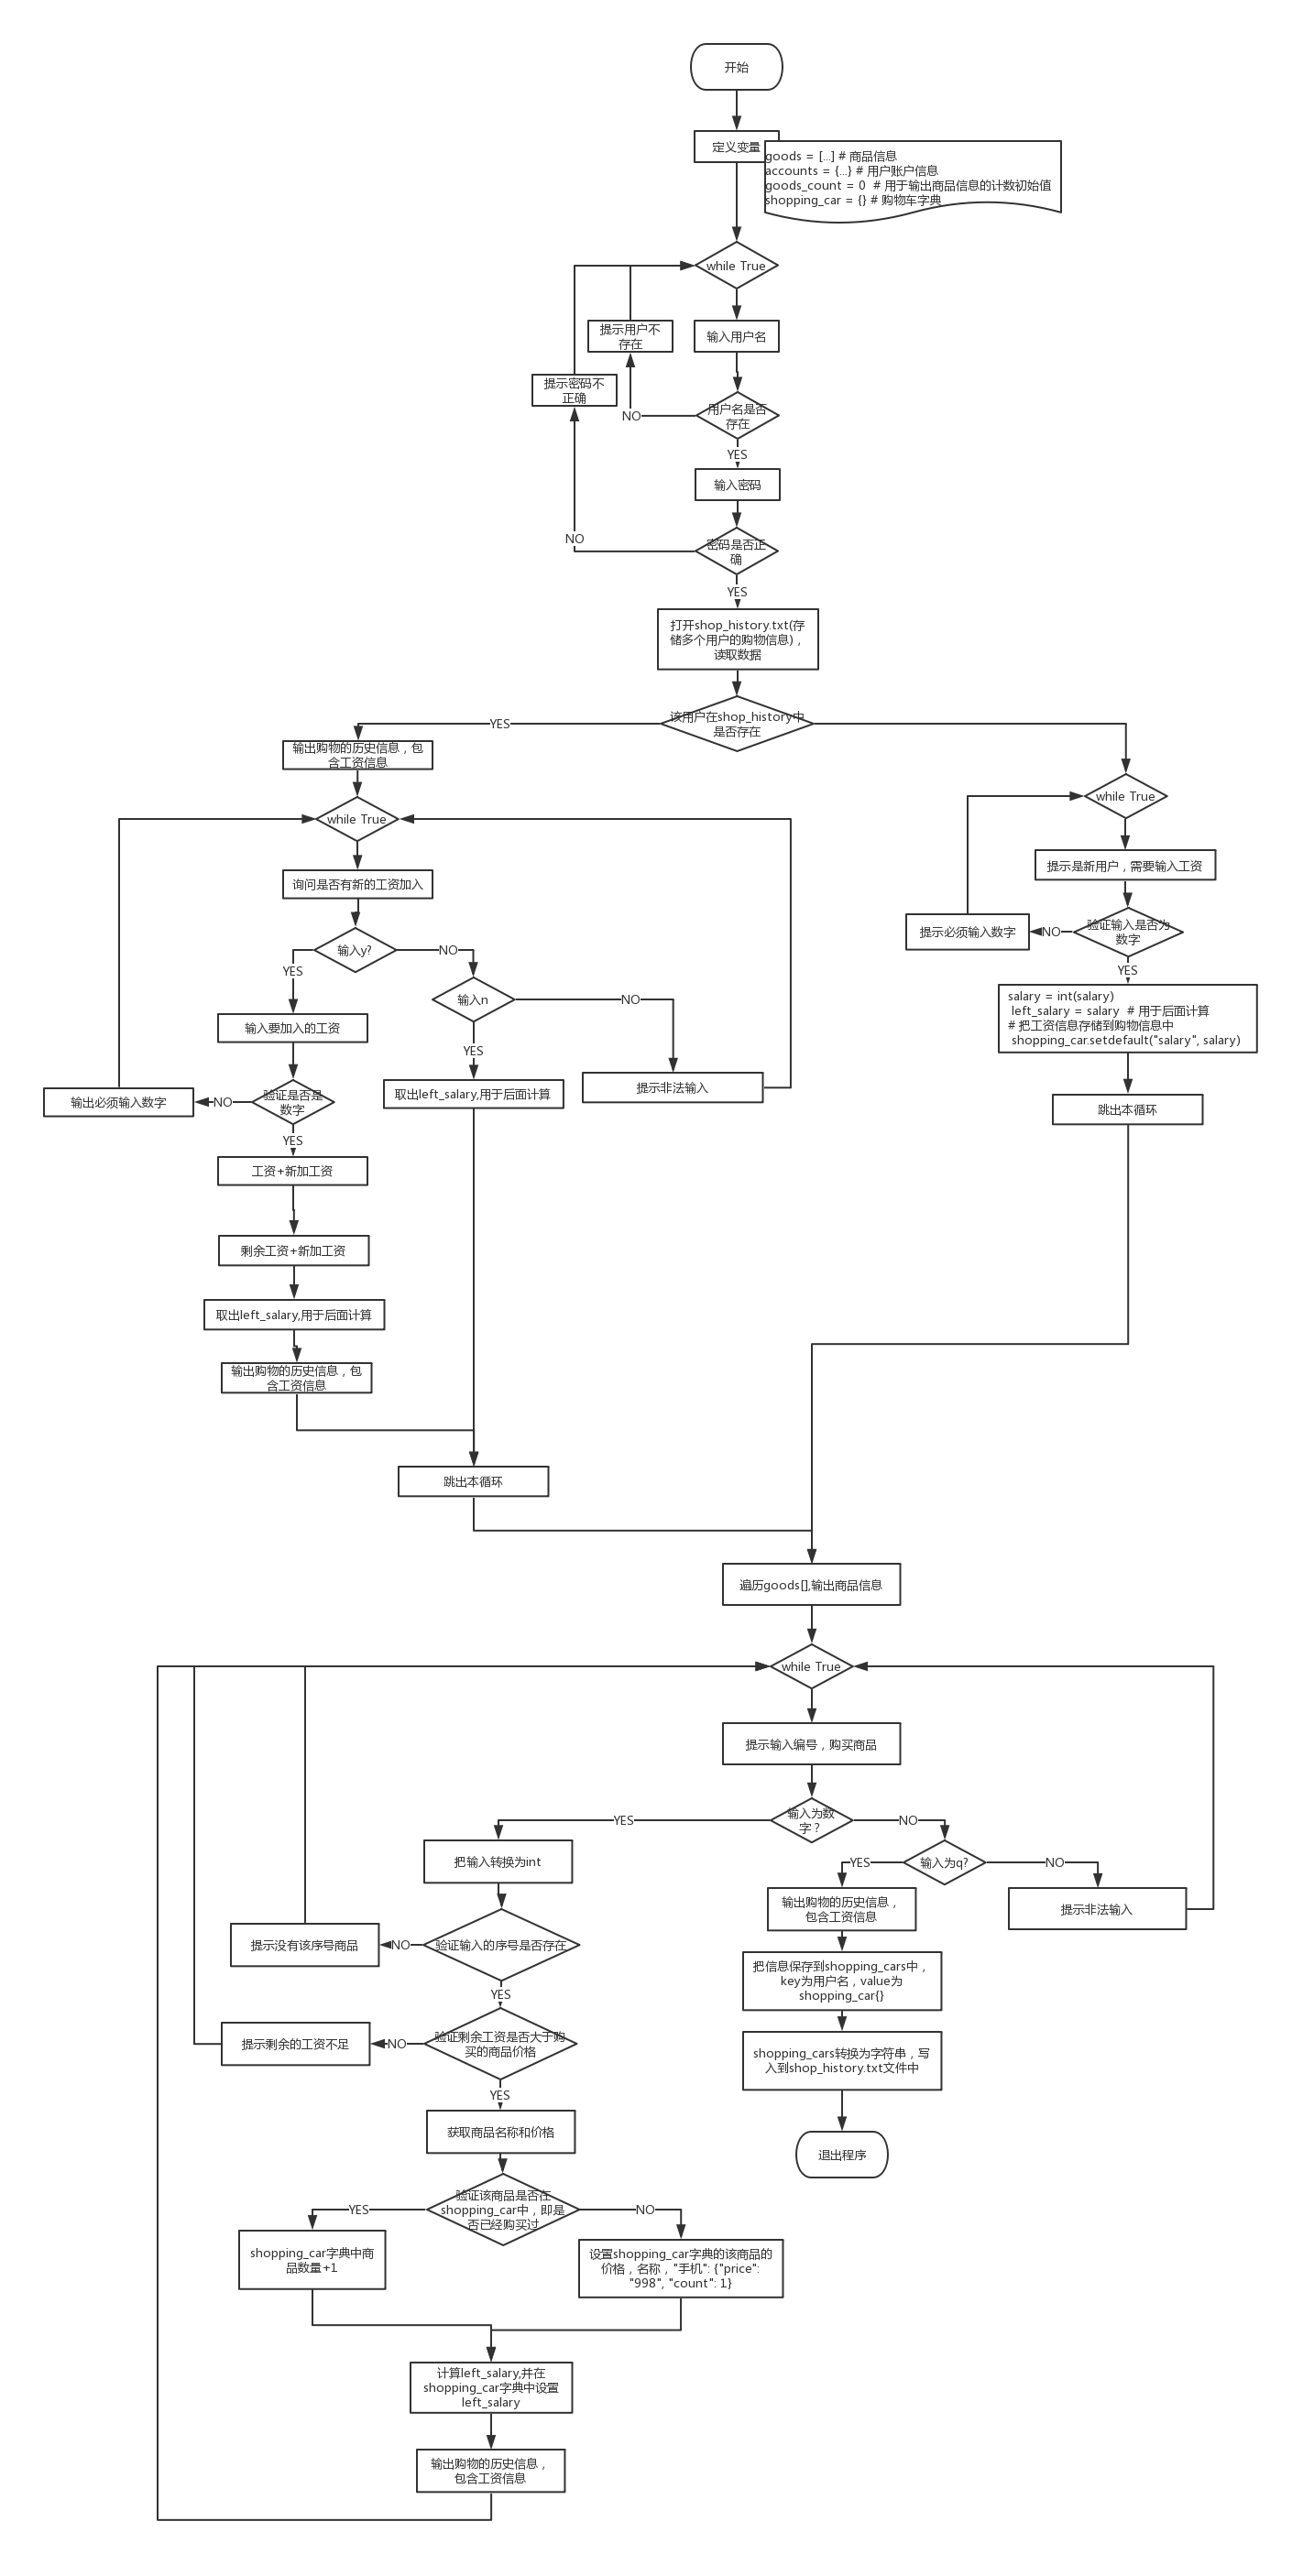 开始
定义变量
goods = [...] # 商品信息
accounts = {...} # 用户账户信息
goods_count = 0  # 用于输出商品信息的计数初始值
shopping_car = {} # 购物车字典
while True
提示用户不
存在
输入用户名
提示密码不
正确
用户名是否
存在
NO
YES
输入密码
NO
密码是否正
确
YES
打开shop_history.txt(存
储多个用户的购物信息)，
读取数据
该用户在shop_history中
是否存在
YES
输出购物的历史信息，包
含工资信息
while True
while True
询问是否有新的工资加入
提示是新用户，需要输入工资
提示必须输入数字
NO
验证输入是否为
数字
输入y?
NO
YES
YES
输入n
NO
salary = int(salary)
left_salary = salary  # 用于后面计算
# 把工资信息存储到购物信息中
shopping_car.setdefault("salary", salary)
输入要加入的工资
YES
提示非法输入
取出left_salary,用于后面计算
输出必须输入数字
NO
验证是否是
数字
跳出本循环
YES
工资+新加工资
剩余工资+新加工资
取出left_salary,用于后面计算
输出购物的历史信息，包
含工资信息
跳出本循环
遍历goods[],输出商品信息
while True
提示输入编号，购买商品
YES
输入为数
字？
NO
把输入转换为int
YES
输入为q?
NO
输出购物的历史信息，
包含工资信息
提示非法输入
提示没有该序号商品
NO
验证输入的序号是否存在
把信息保存到shopping_cars中，
key为用户名，value为
shopping_car{}
YES
提示剩余的工资不足
NO
验证剩余工资是否大于购
买的商品价格
shopping_cars转换为字符串，写
入到shop_history.txt文件中
YES
获取商品名称和价格
退出程序
YES
验证该商品是否在
shopping_car中，即是
否已经购买过
NO
shopping_car字典中商
品数量+1
设置shopping_car字典的该商品的
价格，名称，"手机": {"price":
"998", "count": 1}
计算left_salary,并在
shopping_car字典中设置
left_salary
输出购物的历史信息，
包含工资信息